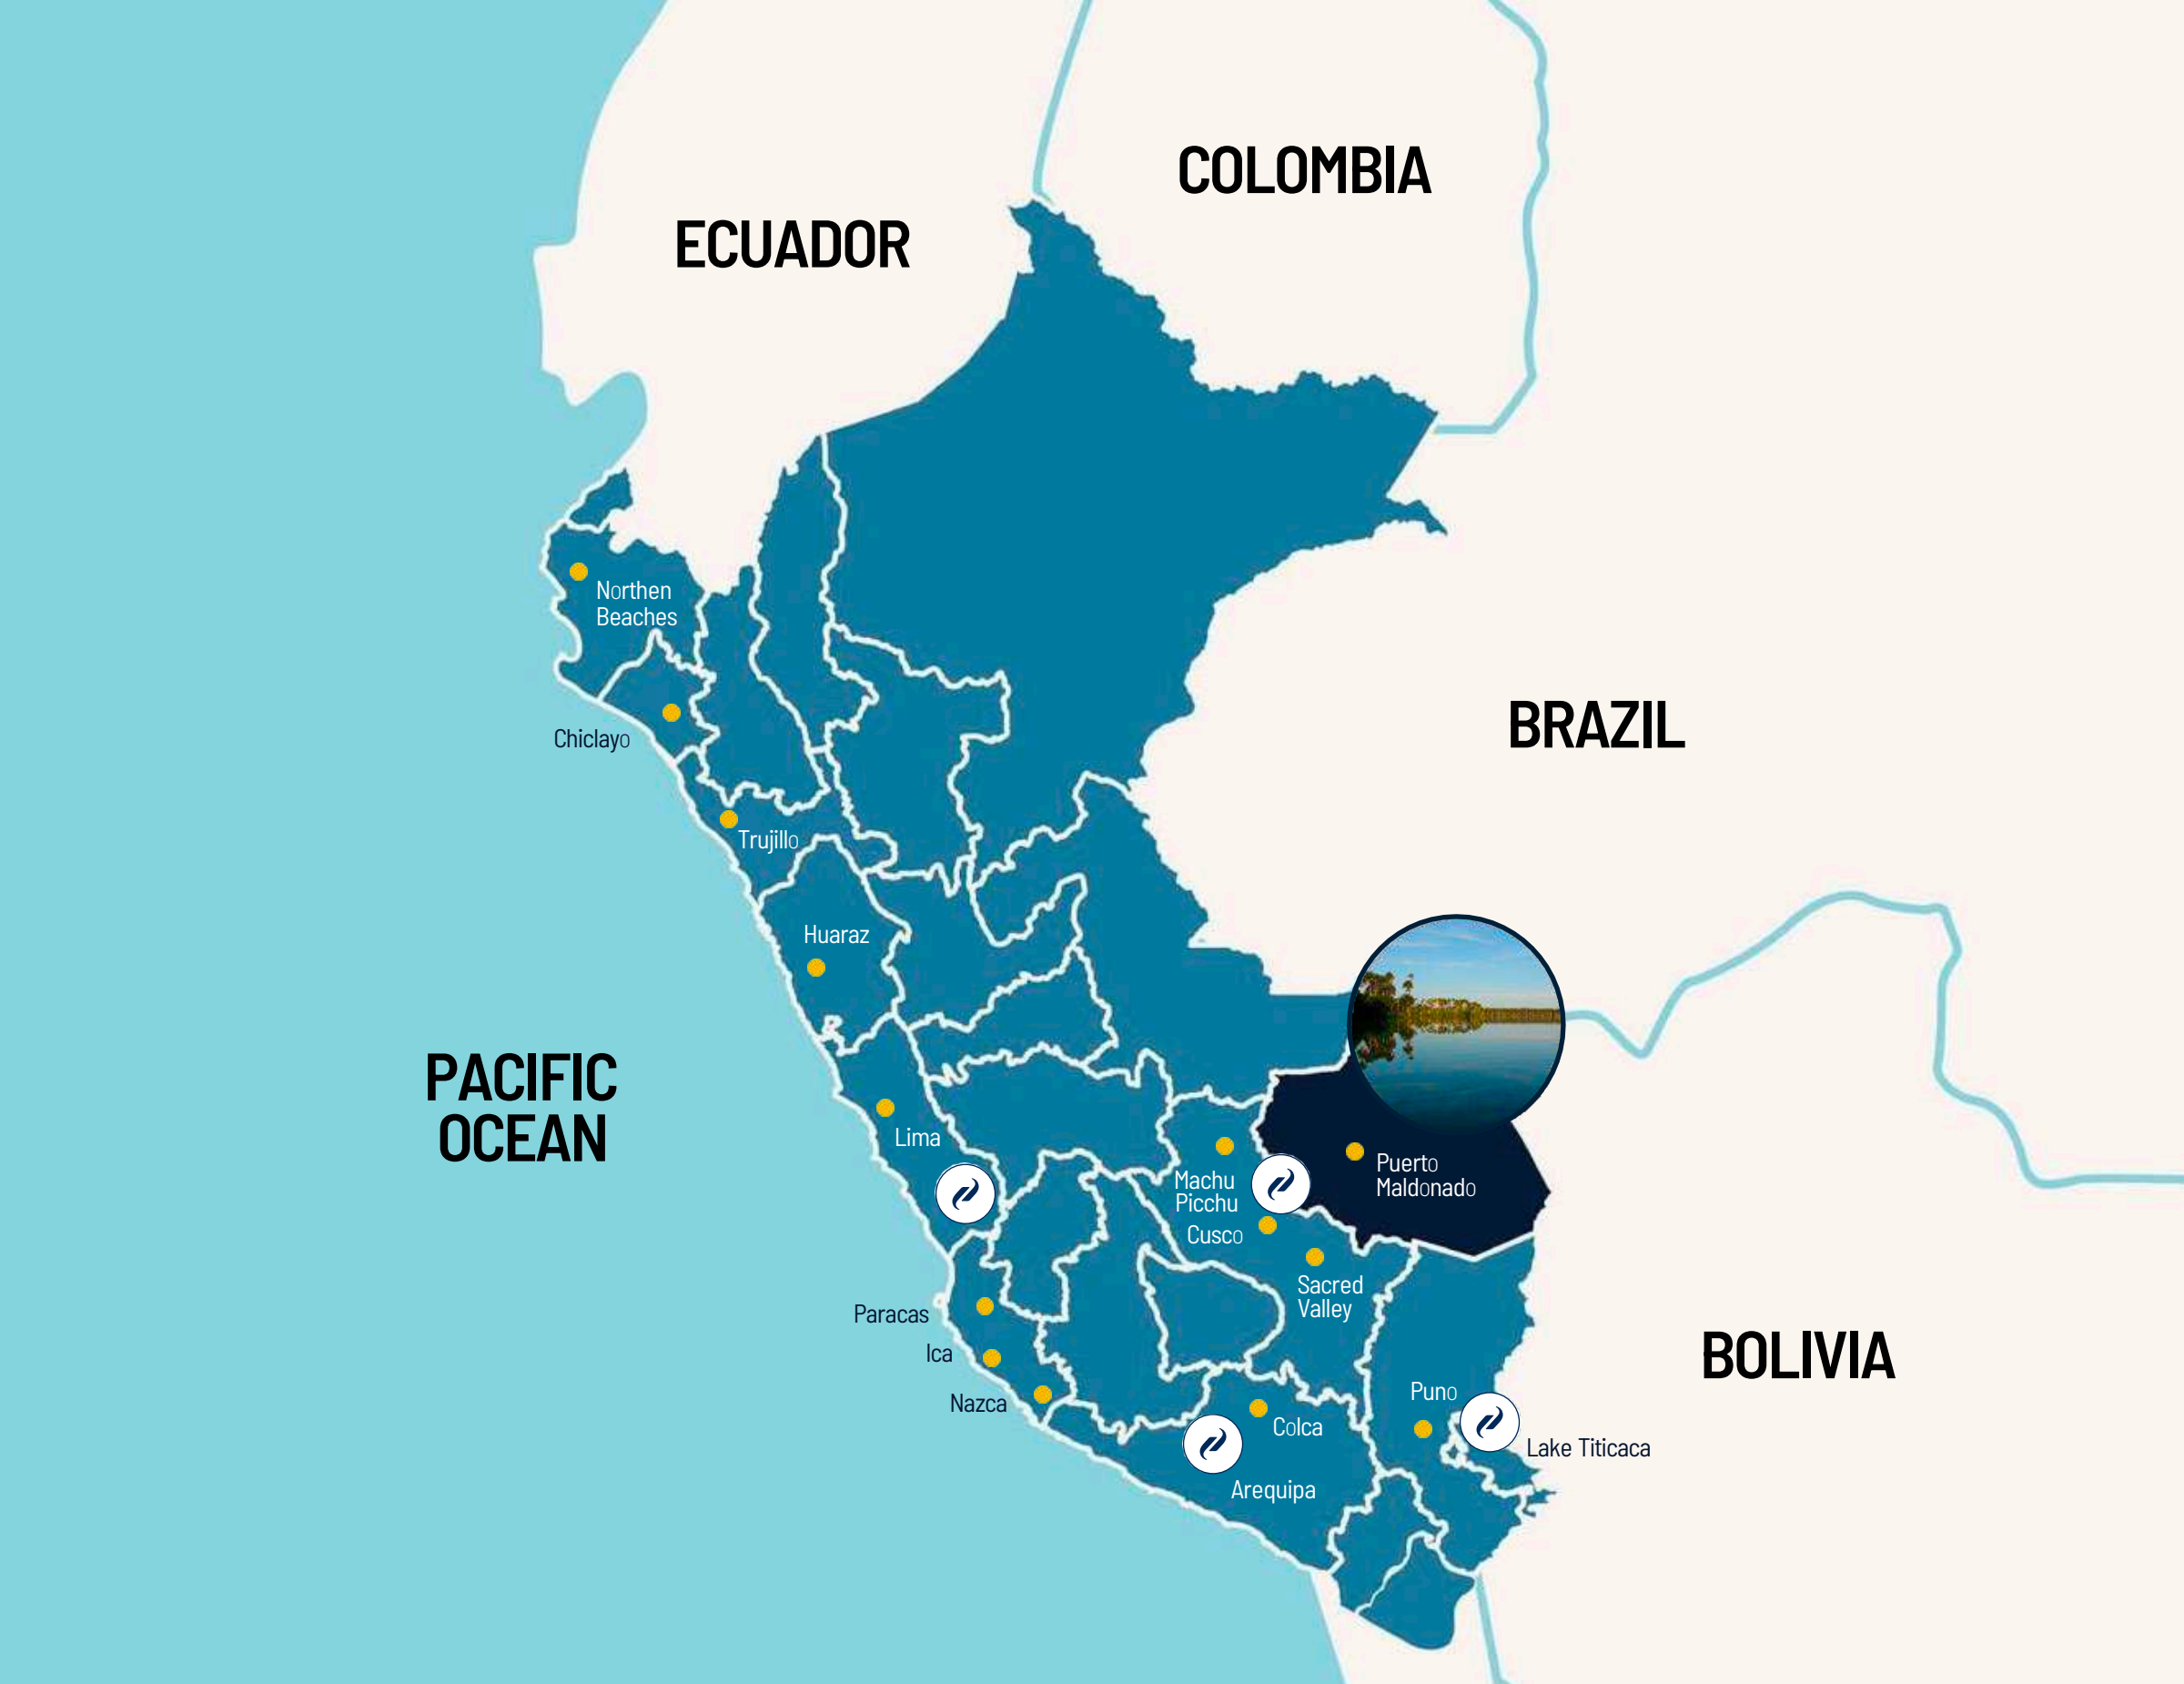 COLOMBIA
ECUADOR
Northen
Beaches
BRAZIL
Chiclayo
Trujillo
Huaraz
PACIFIC
OCEAN
Lima
Puerto
Maldonado
Machu
Picchu
Cusco
Sacred
Valley
Paracas
Ica
BOLIVIA
Nazca
Puno
Colca
Lake Titicaca
Arequipa